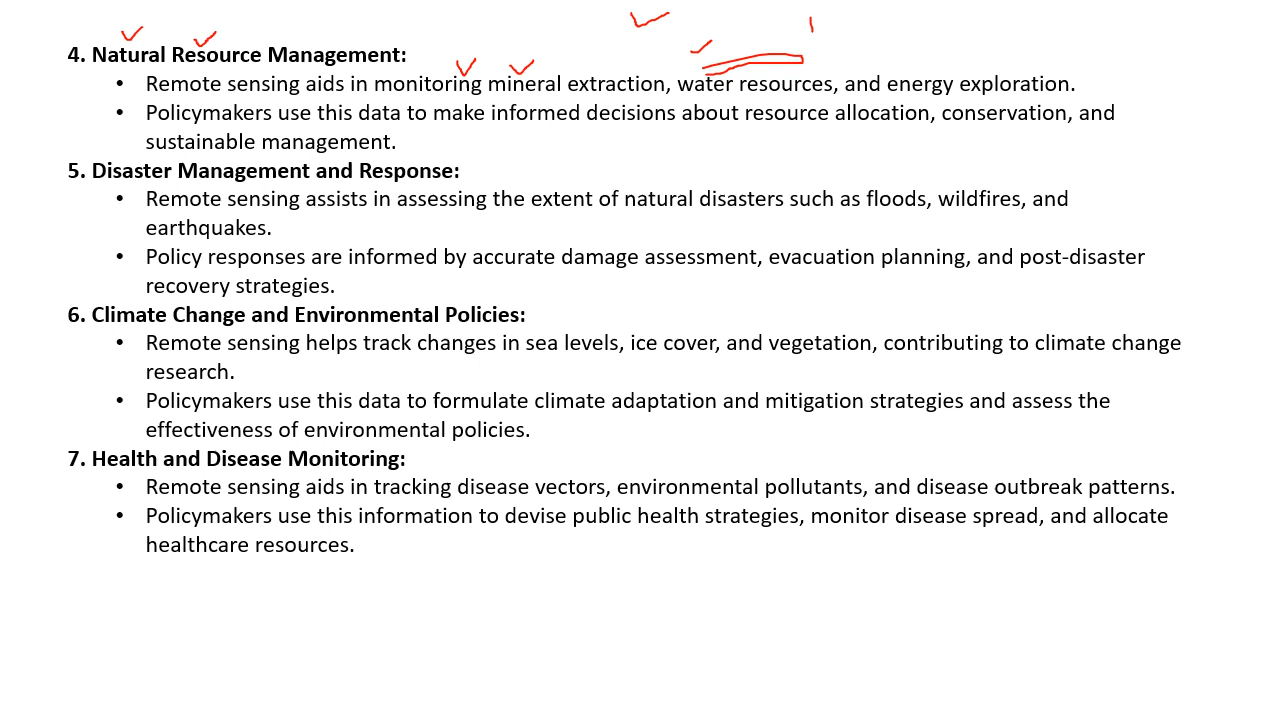 4. Natural Resource Management:
• Remote sensing aids in monitoring mineral extraction, water resources, and energy exploration.
• Policymakers use this data to make informed decisions about resource allocation, conservation, and
sustainable management.
5. Disaster Management and Response:
• Remote sensing assists in assessing the extent of natural disasters such as floods, wildfires, and
earthquakes.
• Policy responses are informed by accurate damage assessment, evacuation planning, and post-disaster
recovery strategies.
6. Climate Change and Environmental Policies:
• Remote sensing helps track changes in sea levels, ice cover, and vegetation, contributing to climate change
research.
• Policymakers use this data to formulate climate adaptation and mitigation strategies and assess the
effectiveness of environmental policies.
7. Health and Disease Monitoring:
• Remote sensing aids in tracking disease vectors, environmental pollutants, and disease outbreak patterns.
• Policymakers use this information to devise public health strategies, monitor disease spread, and allocate
healthcare resources.